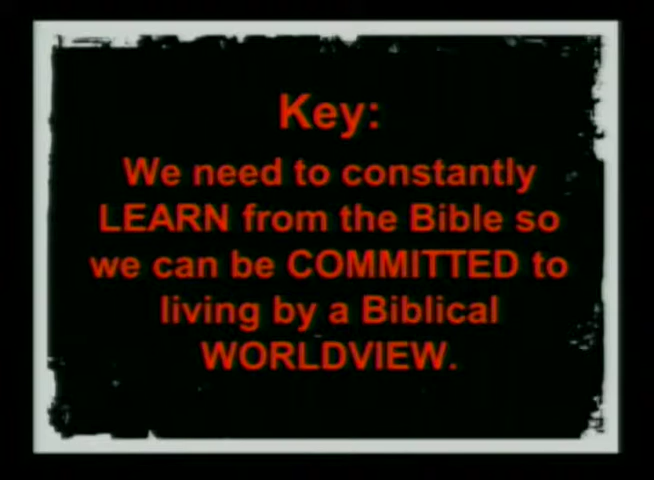 Key:
We need to constantly
LEARN from the Bible so
we can be COMMITTED to
living by a Biblical
WORLDVIEW.